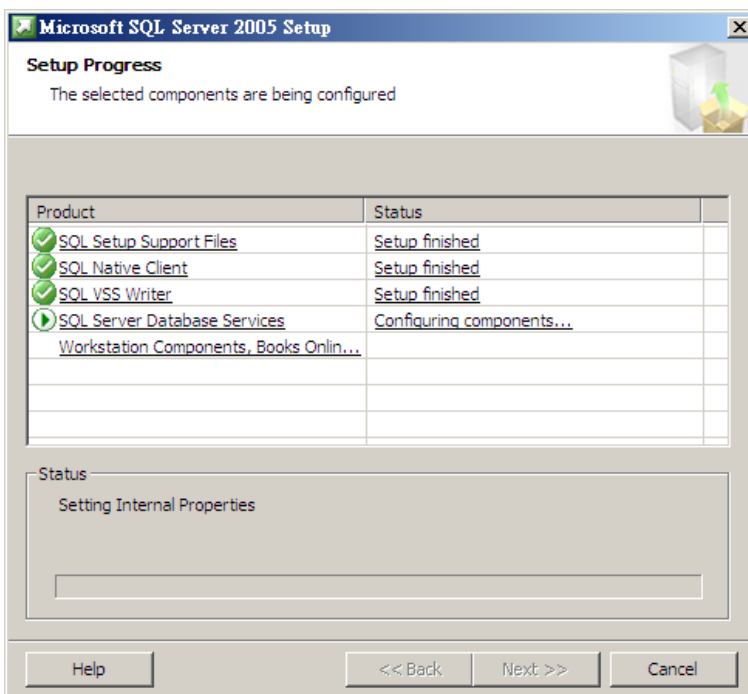 Microsoft SQL Server 2005 Setup
Setup Progress
The selected components are being configured
Product Status
SQL Setup Support Files Setup finished
SQL Native Client Setup finished
SQL VSS Writer Setup finished
SQL Server Database Services Configuring components...
Workstation Components, Books Onlin...
Status
Setting Internal Properties
Help << Back Next >> Cancel